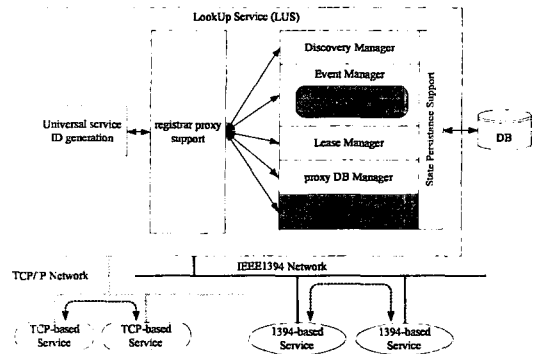 LookUp Service (LUS)
Discovery Manager
Event Manager
Universal service
ID generation
registrar proxy
support
Lease Manager
proxy DB Manager
State Persistence Support
DB
TCP/ P Network
IEEE1394 Network
TCP-based
Service
TCP-based
Service
1394-based
Service
1394-based
Service